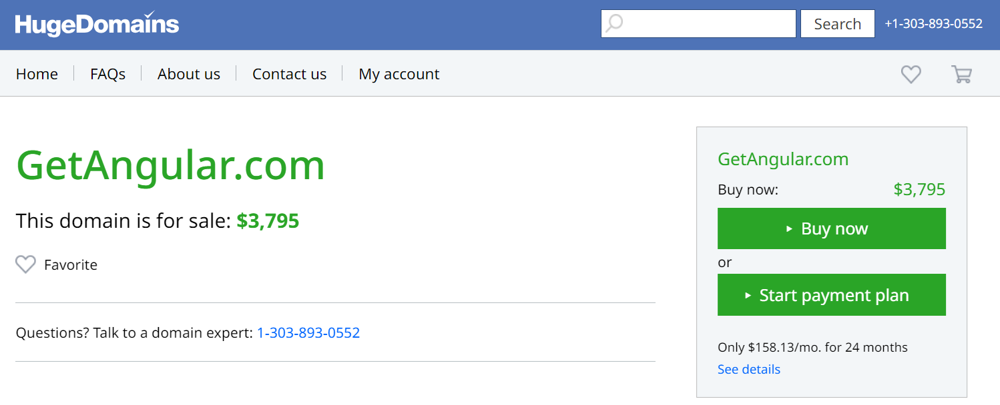 HugeDomains
Search
+1-303-893-0552
Home
FAQs
About us
Contact us
My account
GetAngular.com
This domain is for sale: $3,795
Favorite
Questions? Talk to a domain expert: 1-303-893-0552
GetAngular.com
Buy now: $3,795
Buy now
or
Start payment plan
Only $158.13/mo. for 24 months
See details